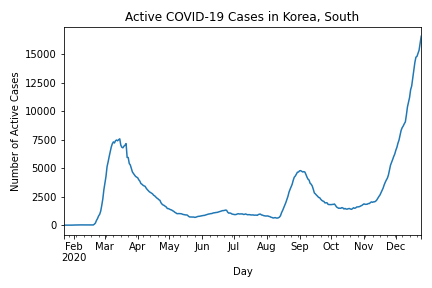 Active COVID-19 Cases in Korea, South
Number of Active Cases
15000
12500
10000
7500
5000
2500
0
Feb Mar Apr May Jun Jul Aug Sep Oct Nov Dec
2020
Day